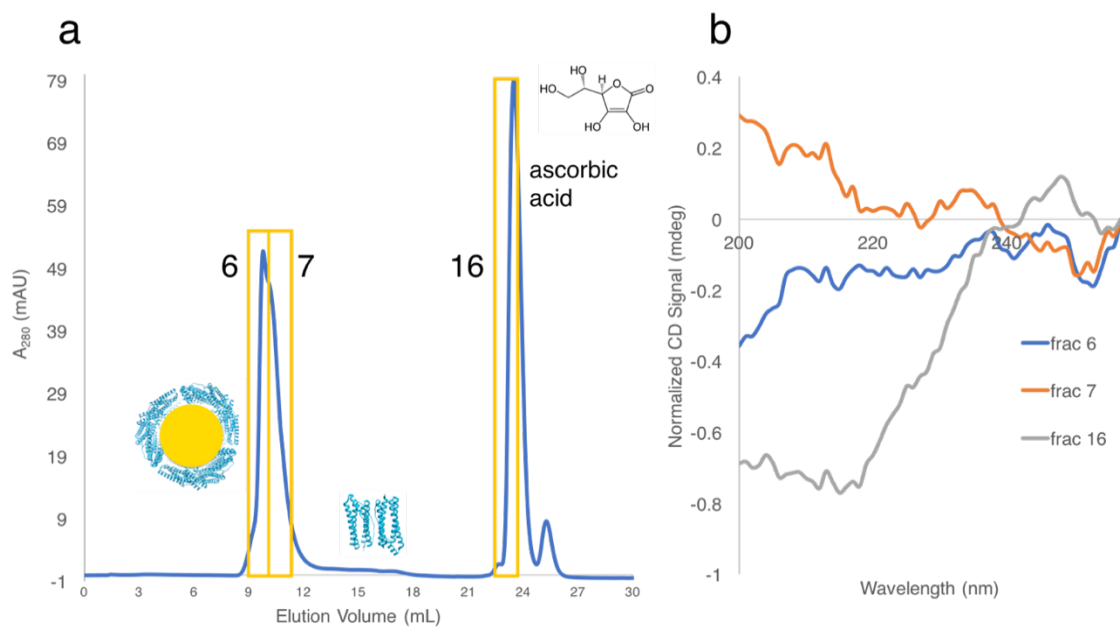 a
b
79
69
59
49
39
29
19
9
-1
A280 (mAU)
0
3
6
9
12
15
18
21
24
27
30
Elution Volume (mL)
6
7
16
HO
OH
H
O
O
HO
OH
ascorbic
acid
0.4
0.2
0
-0.2
-0.4
-0.6
-0.8
-1
200
220
240
Normalized CD Signal (mdeg)
Wavelength (nm)
frac 6
frac 7
frac 16